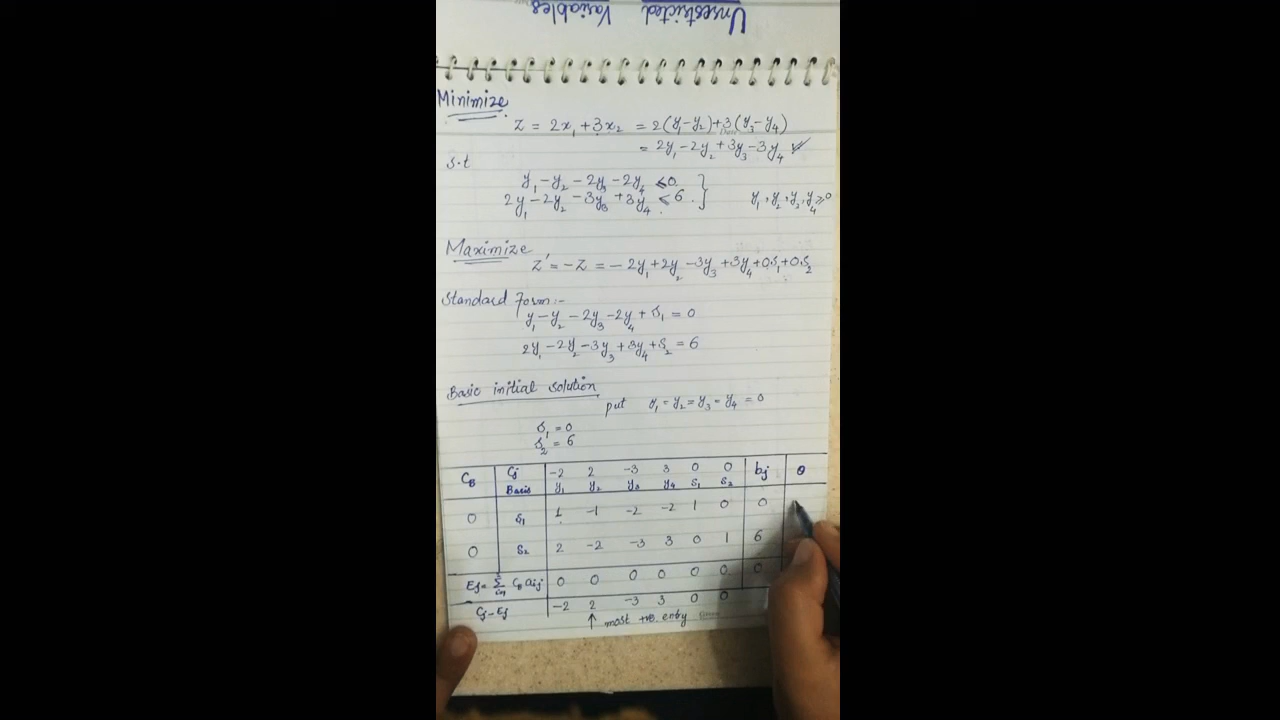 Unrestricted Variables
Minimize
Z = 2x₁ + 3x₂ = 2(y₁-y₂)+3(y₃-y₄)
= 2y₁-2y₂+3y₃-3y₄ ✓
s.t
y₁-y₂-2y₃-2y₄ ≤0
2y₁-2y₂-3y₃+3y₄ ≤ 6 } y₁,y₂,y₃,y₄≥0
Maximize
Z' = -Z = -2y₁+2y₂-3y₃+3y₄+0s₁+0s₂
Standard Form:-
y₁-y₂-2y₃-2y₄+s₁ = 0
2y₁-2y₂-3y₃+3y₄+s₂ = 6
Basic initial solution
put y₁=y₂=y₃=y₄=0
s₁=0
s₂=6
C_B Cj -2 2 -3 3 0 0 bj θ
Basis y₁ y₂ y₃ y₄ s₁ s₂
0 s₁ 1 -1 -2 -2 1 0 0
0 s₂ 2 -2 -3 3 0 1 6
Ej=Σ C_B aij 0 0 0 0 0 0 0
Cj-Ej -2 2 -3 3 0 0
↑ most +ve. entry